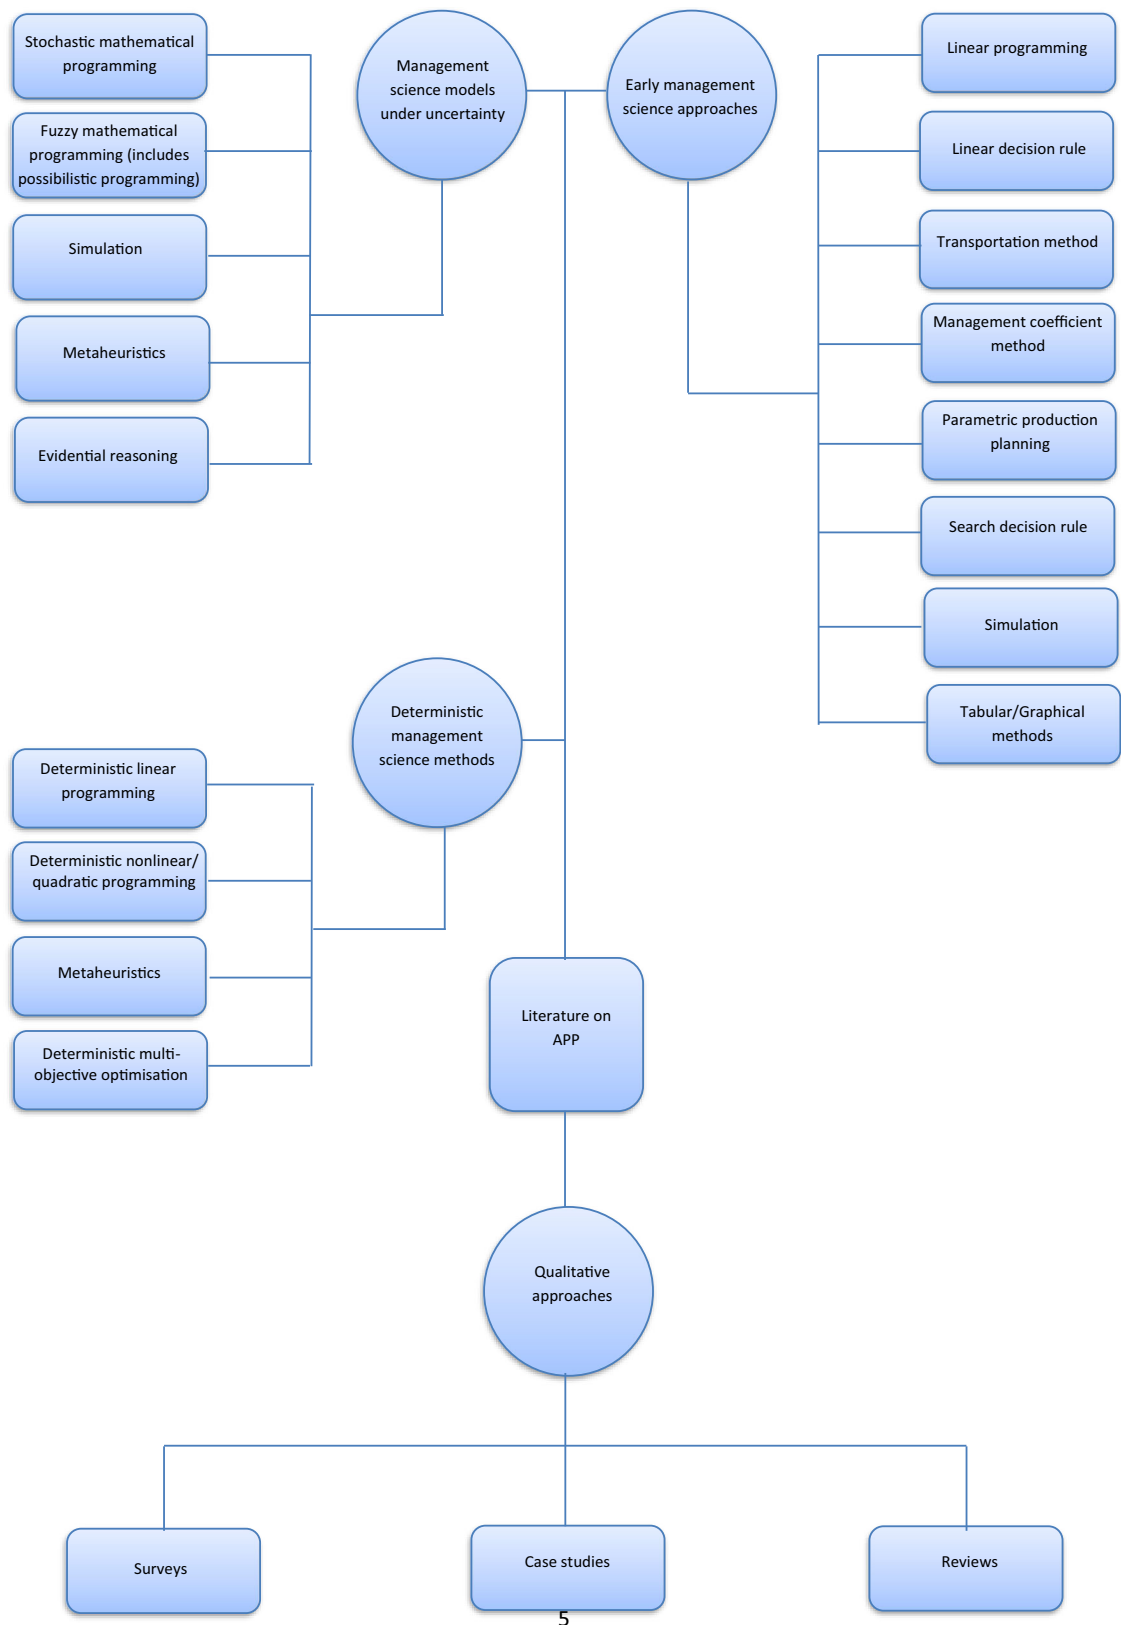 Stochastic mathematical
programming
Fuzzy mathematical
programming (includes
possibilistic programming)
Simulation
Metaheuristics
Evidential reasoning
Management
science models
under uncertainty
Early management
science approaches
Linear programming
Linear decision rule
Transportation method
Management coefficient
method
Parametric production
planning
Search decision rule
Simulation
Tabular/Graphical
methods
Deterministic
management
science methods
Deterministic linear
programming
Deterministic nonlinear/
quadratic programming
Metaheuristics
Deterministic multi-
objective optimisation
Literature on
APP
Qualitative
approaches
Surveys
Case studies
Reviews
5